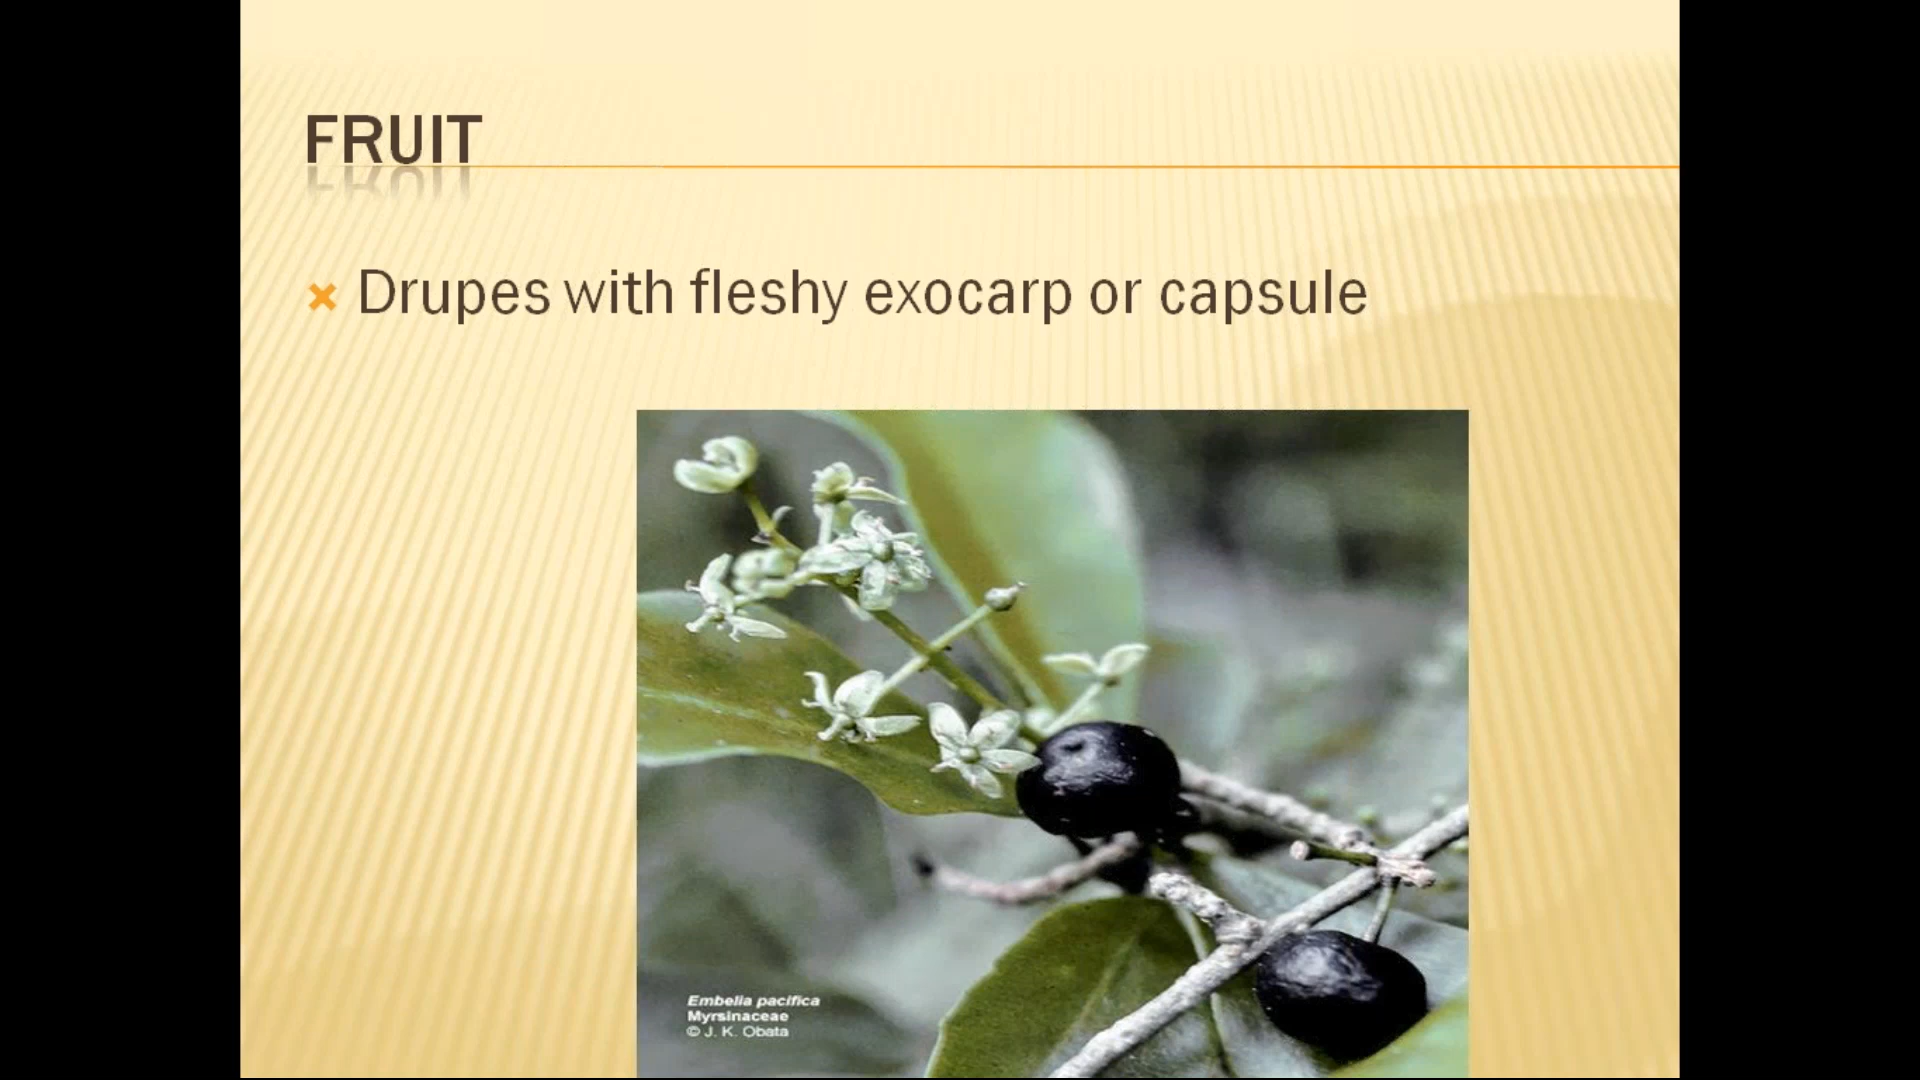 FRUIT
Drupes with fleshy exocarp or capsule
Embelia pacifica
Myrsinaceae
© J. K. Obata